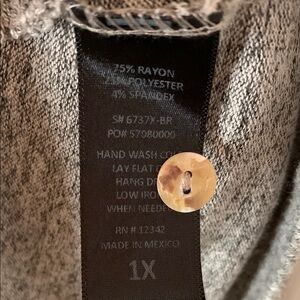 75% RAYON
POLYESTER
4% SPANDEX
S# 6737X-BR
PO# 57080000
HAND WASH
LAY FLAT
HANG
LOW
WHEN
RN # 12342
MADE IN MEXICO
1X